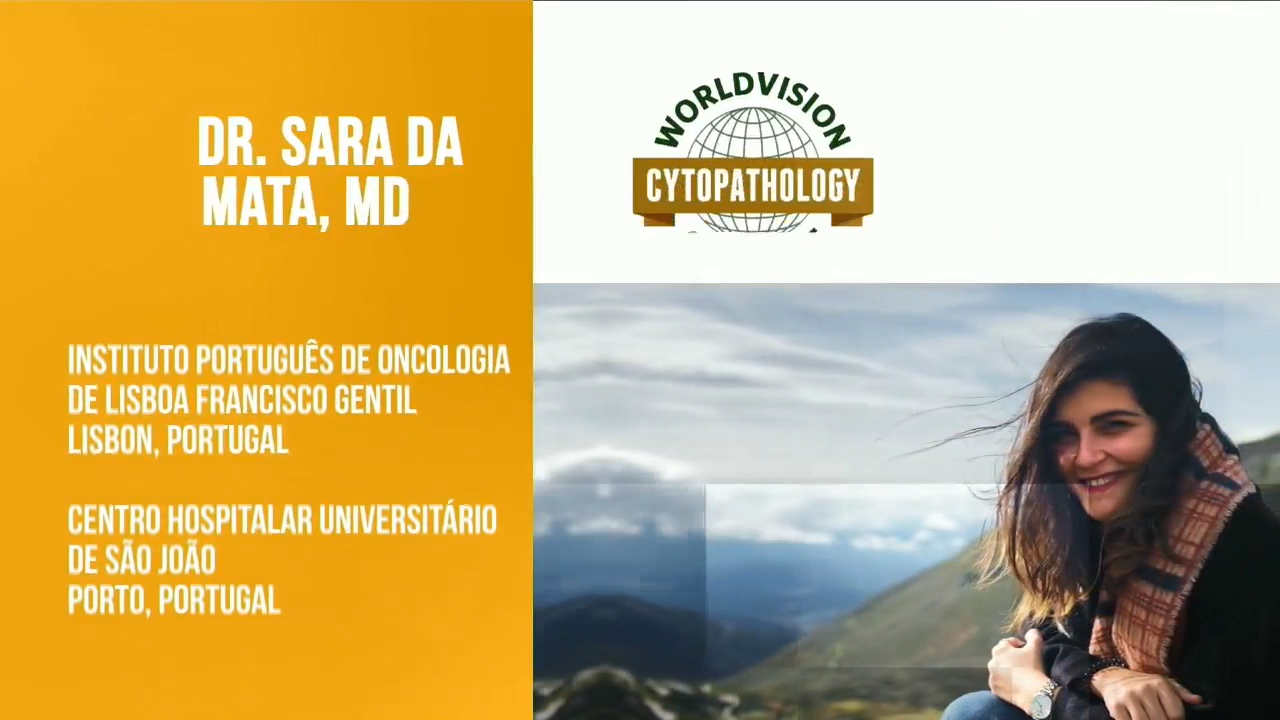 DR. SARA DA
MATA, MD
INSTITUTO PORTUGUÊS DE ONCOLOGIA
DE LISBOA FRANCISCO GENTIL
LISBON, PORTUGAL
CENTRO HOSPITALAR UNIVERSITÁRIO
DE SÃO JOÃO
PORTO, PORTUGAL
WORLDVISION
CYTOPATHOLOGY